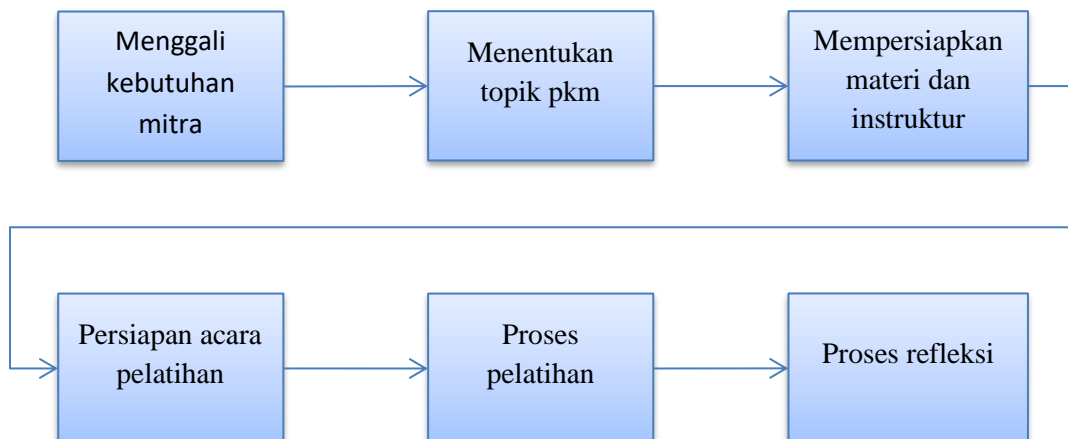 Menggali
kebutuhan
mitra
Menentukan
topik pkm
Mempersiapkan
materi dan
instruktur
Persiapan acara
pelatihan
Proses
pelatihan
Proses refleksi